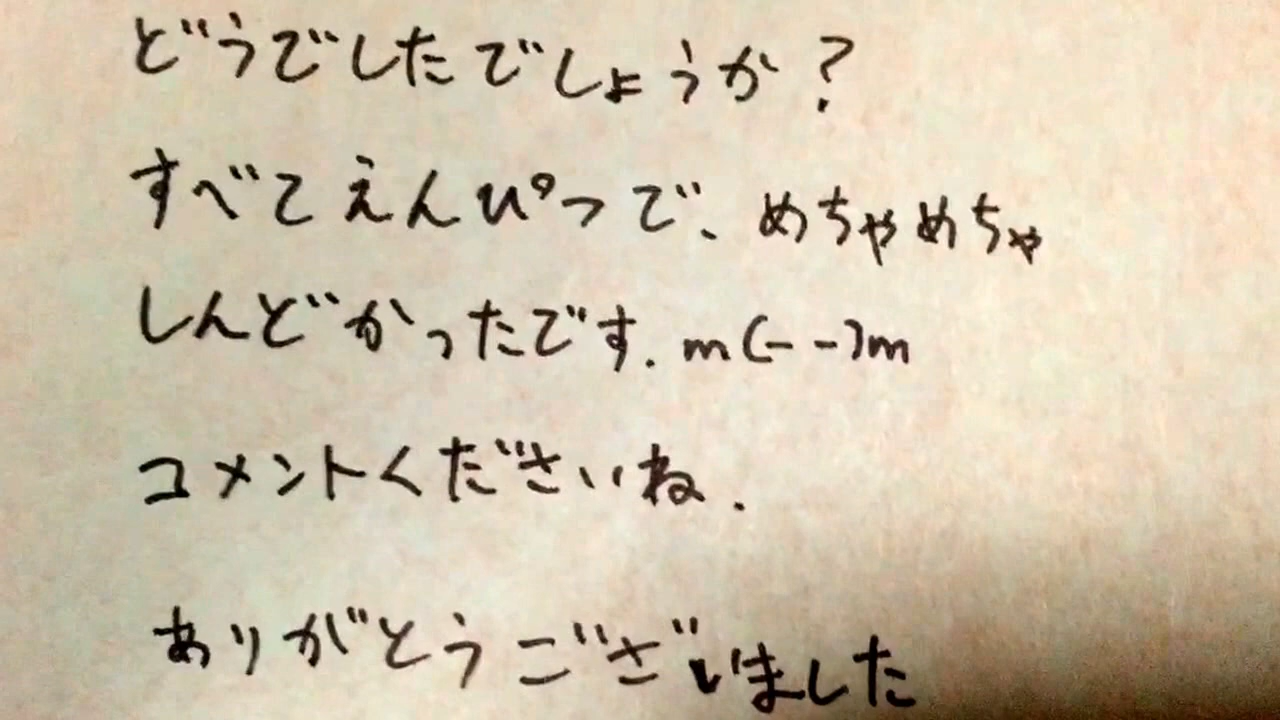 どうでしたでしょうか?
すべてえんぴつで、めちゃめちゃ
しんどかったです. m(- -)m
コメントくださいね.
ありがとうございました